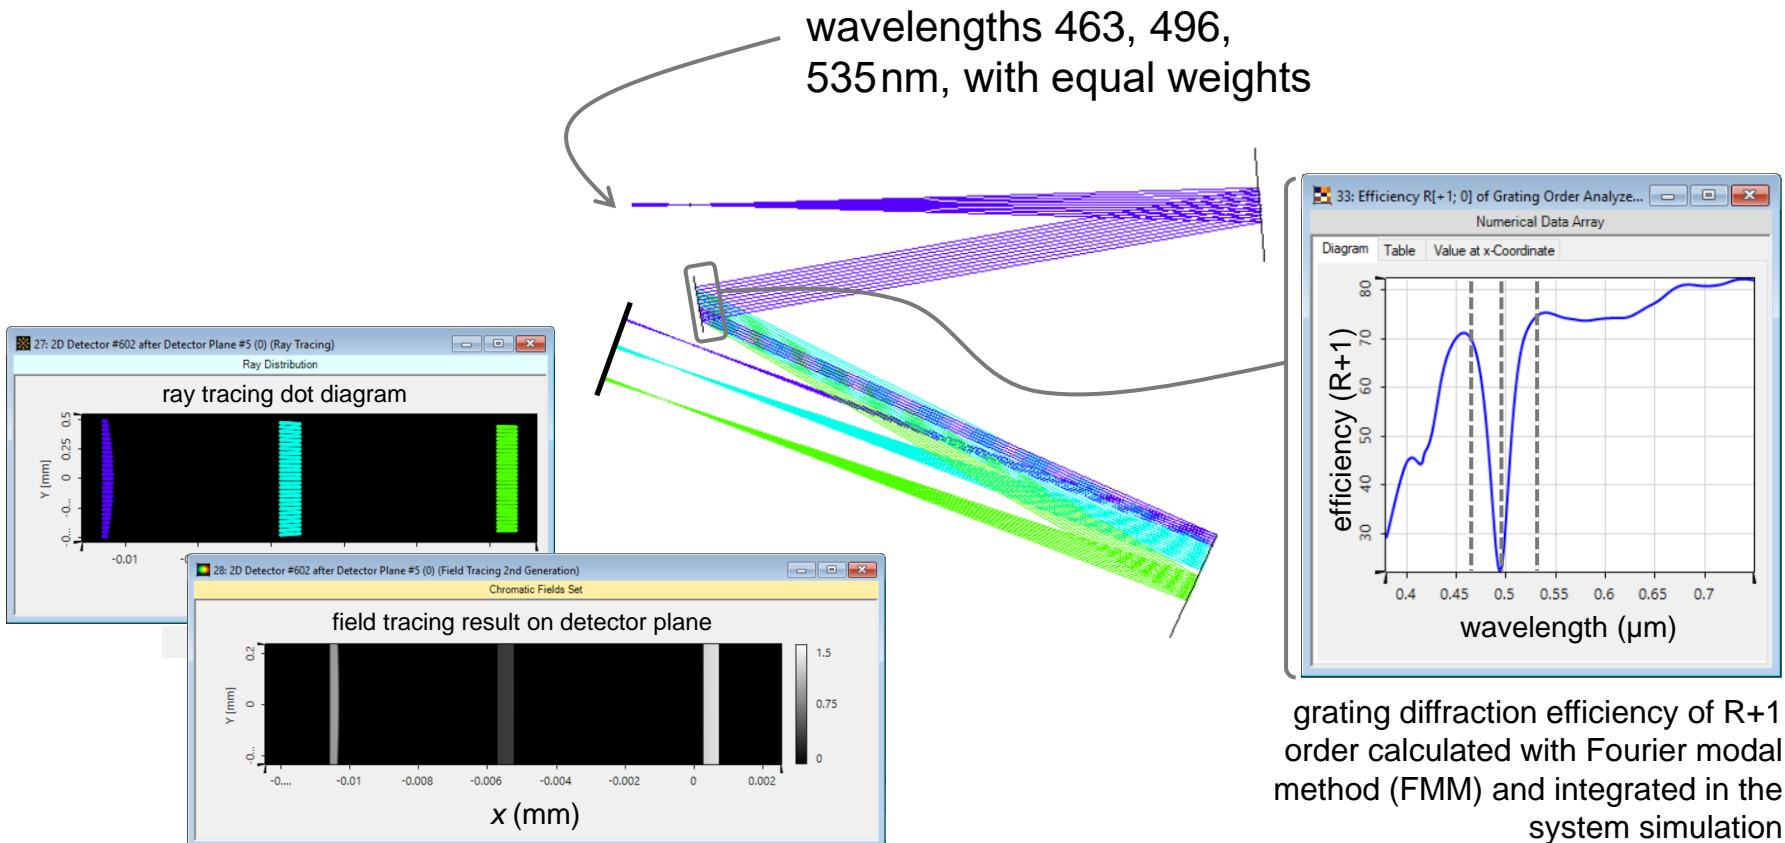 wavelengths 463, 496,
535 nm, with equal weights
33: Efficiency R[+1; 0] of Grating Order Analyze...
Numerical Data Array
Diagram Table Value at x-Coordinate
efficiency (R+1)
80
70
60
50
40
30
0.4 0.45 0.5 0.55 0.6 0.65 0.7
wavelength (µm)
grating diffraction efficiency of R+1
order calculated with Fourier modal
method (FMM) and integrated in the
system simulation
27: 2D Detector #602 after Detector Plane #5 (0) (Ray Tracing)
Ray Distribution
ray tracing dot diagram
Y [mm]
0.5
0.25
0
-0...
-0...
-0.01
28: 2D Detector #602 after Detector Plane #5 (0) (Field Tracing 2nd Generation)
Chromatic Fields Set
field tracing result on detector plane
Y [mm]
0.2
0
-0...
1.5
0.75
0
-0.... -0.01 -0.008 -0.006 -0.004 -0.002 0 0.002
x (mm)